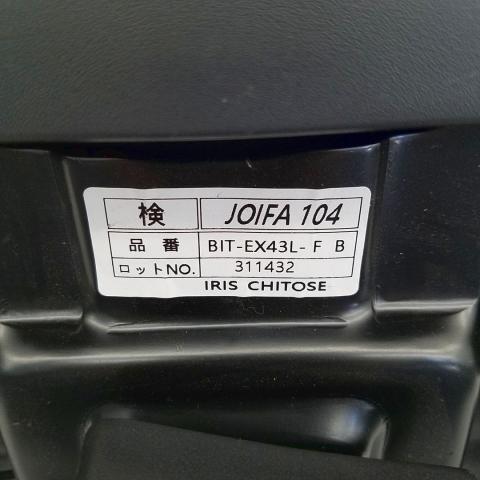 検 JOIFA 104
品番 BIT-EX43L-F B
ロットNO. 311432
IRIS CHITOSE